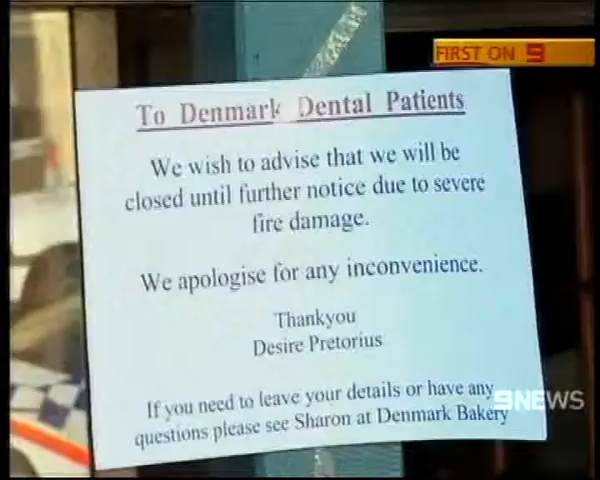 FIRST ON 9
To Denmark Dental Patients
We wish to advise that we will be
closed until further notice due to severe
fire damage.
We apologise for any inconvenience.
Thankyou
Desire Pretorius
If you need to leave your details or have any
questions please see Sharon at Denmark Bakery
9NEWS